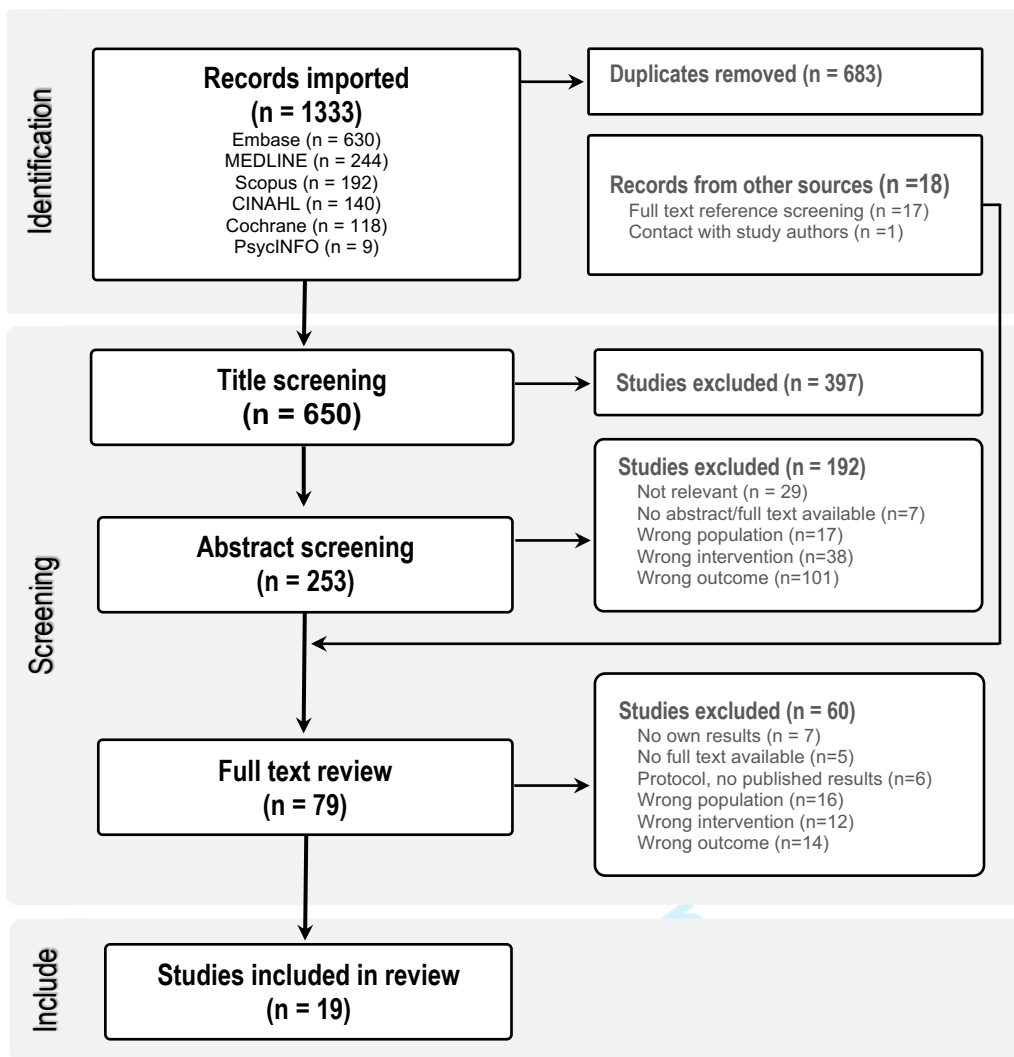 Identification
Records imported
(n = 1333)
Embase (n = 630)
MEDLINE (n = 244)
Scopus (n = 192)
CINAHL (n = 140)
Cochrane (n = 118)
PsycINFO (n = 9)
Duplicates removed (n = 683)
Records from other sources (n =18)
Full text reference screening (n =17)
Contact with study authors (n =1)
Screening
Title screening
(n = 650)
Studies excluded (n = 397)
Abstract screening
(n = 253)
Studies excluded (n = 192)
Not relevant (n = 29)
No abstract/full text available (n=7)
Wrong population (n=17)
Wrong intervention (n=38)
Wrong outcome (n=101)
Full text review
(n = 79)
Studies excluded (n = 60)
No own results (n = 7)
No full text available (n=5)
Protocol, no published results (n=6)
Wrong population (n=16)
Wrong intervention (n=12)
Wrong outcome (n=14)
Include
Studies included in review
(n = 19)